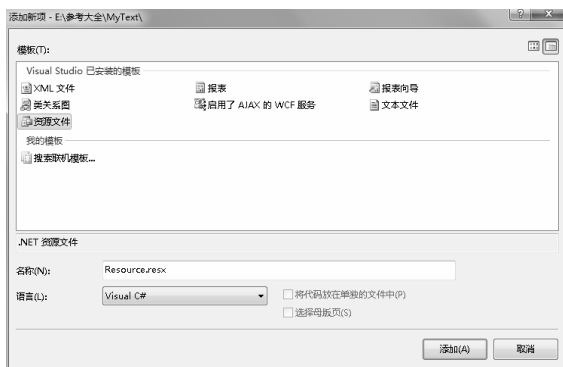 添加新项 - E:\参考大全\MyText\
模板(T):
Visual Studio 已安装的模板
XML 文件 报表 报表向导
美关系图 启用了 AJAX 的 WCF 服务 文本文件
资源文件
我的模板
搜索联机模板...
.NET 资源文件
名称(N): Resource.resx
语言(L): Visual C# 将代码放在单独的文件中(P)
选择母版页(S)
添加(A) 取消